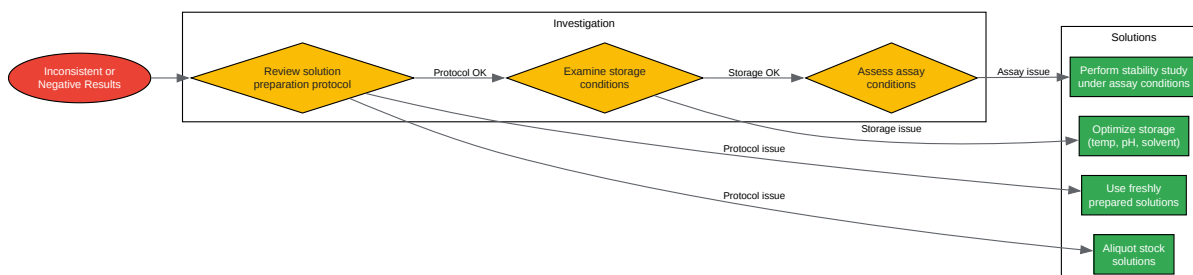 Investigation
Solutions
Inconsistent or
Negative Results
Review solution
preparation protocol
Protocol OK
Examine storage
conditions
Storage OK
Assess assay
conditions
Assay issue
Perform stability study
under assay conditions
Storage issue
Optimize storage
(temp, pH, solvent)
Protocol issue
Use freshly
prepared solutions
Protocol issue
Aliquot stock
solutions